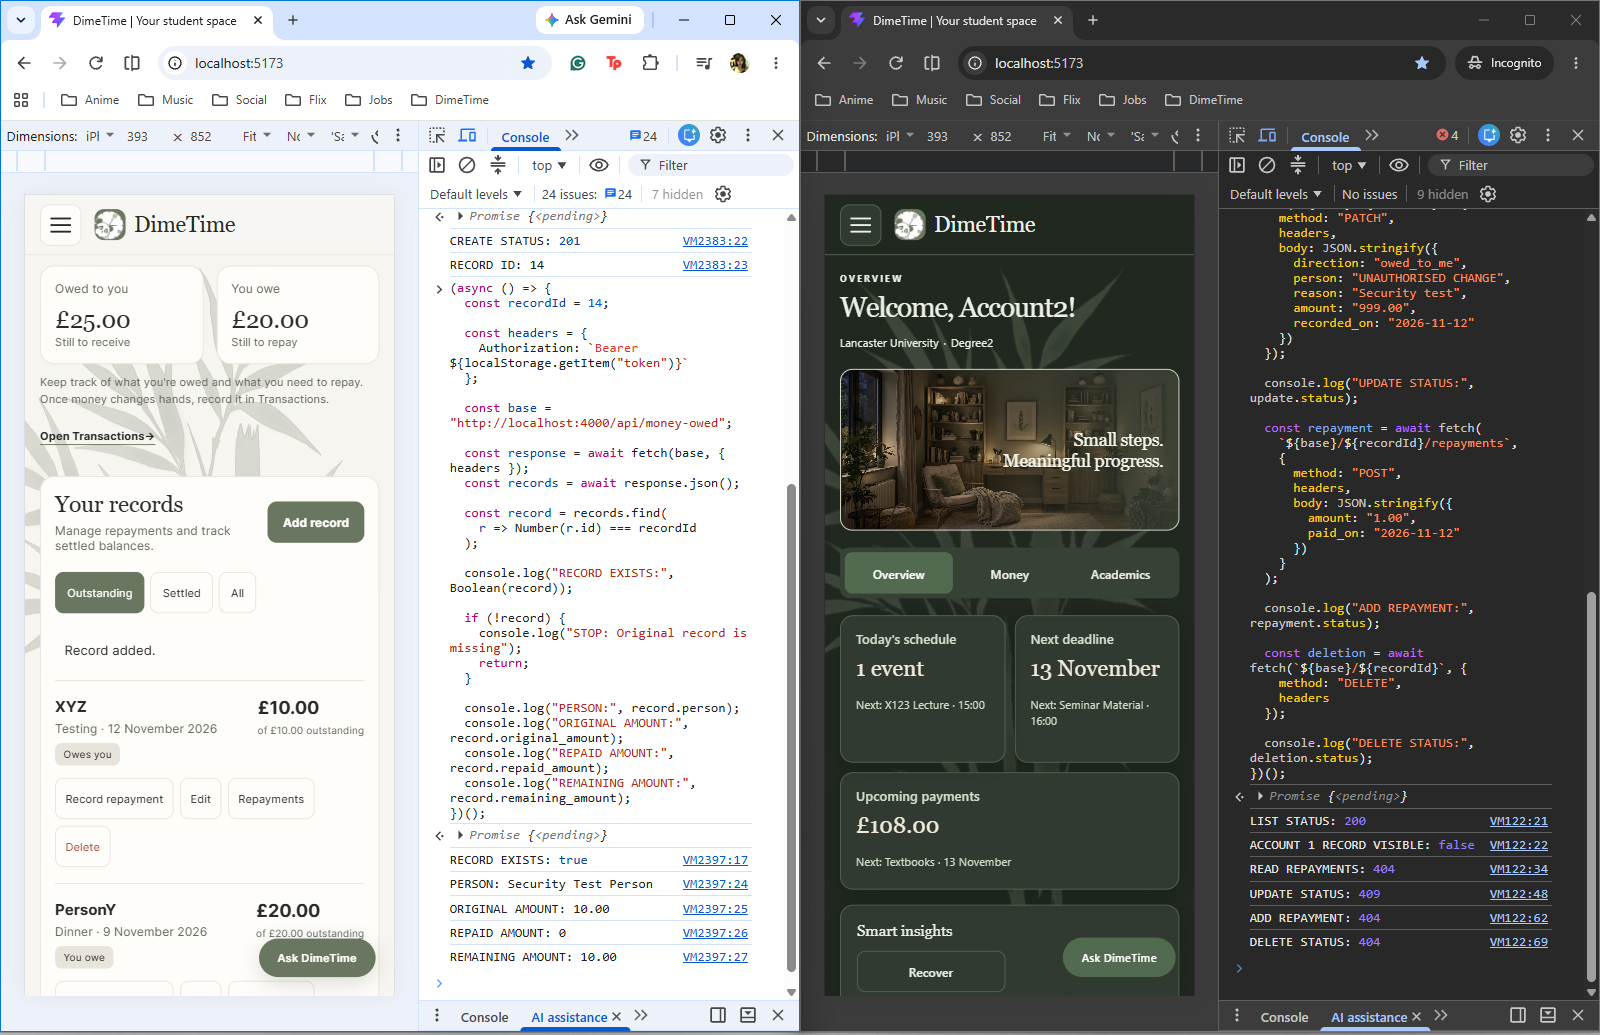 DimeTime | Your student space
Ask Gemini
localhost:5173
Anime
Music
Social
Flix
Jobs
DimeTime
Dimensions: iPl
393
× 852
Fit
Nc
'Sa
Console
24
top
Filter
Default levels
24 issues: 24
7 hidden
DimeTime
Owed to you
£25.00
Still to receive
You owe
£20.00
Still to repay
Keep track of what you're owed and what you need to repay.
Once money changes hands, record it in Transactions.
Open Transactions→
Your records
Manage repayments and track
settled balances.
Add record
Outstanding
Settled
All
Record added.
XYZ
£10.00
Testing · 12 November 2026
of £10.00 outstanding
Owes you
Record repayment
Edit
Repayments
Delete
PersonY
£20.00
Dinner · 9 November 2026
of £20.00 outstanding
You owe
Ask DimeTime
Promise {<pending>}
CREATE STATUS: 201 VM2383:22
RECORD ID: 14 VM2383:23
(async () => {
const recordId = 14;
const headers = {
Authorization: `Bearer
${localStorage.getItem("token")}`
};
const base =
"http://localhost:4000/api/money-owed";
const response = await fetch(base, {
headers });
const records = await response.json();
const record = records.find(
r => Number(r.id) === recordId
);
console.log("RECORD EXISTS:",
Boolean(record));
if (!record) {
console.log("STOP: Original record is
missing");
return;
}
console.log("PERSON:", record.person);
console.log("ORIGINAL AMOUNT:",
record.original_amount);
console.log("REPAID AMOUNT:",
record.repaid_amount);
console.log("REMAINING AMOUNT:",
record.remaining_amount);
})();
Promise {<pending>}
RECORD EXISTS: true VM2397:17
PERSON: Security Test Person VM2397:24
ORIGINAL AMOUNT: 10.00 VM2397:25
REPAID AMOUNT: 0 VM2397:26
REMAINING AMOUNT: 10.00 VM2397:27
Console
AI assistance
DimeTime | Your student space
localhost:5173
Incognito
Anime
Music
Social
Flix
Jobs
DimeTime
Dimensions: iPl
393
× 852
Fit
Nc
'Sa
Console
4
top
Filter
Default levels
No issues
9 hidden
DimeTime
OVERVIEW
Welcome, Account2!
Lancaster University · Degree2
Small steps.
Meaningful progress.
Overview
Money
Academics
Today's schedule
1 event
Next: X123 Lecture · 15:00
Next deadline
13 November
Next: Seminar Material ·
16:00
Upcoming payments
£108.00
Next: Textbooks · 13 November
Smart insights
Recover
Ask DimeTime
method: "PATCH",
headers,
body: JSON.stringify({
direction: "owed_to_me",
person: "UNAUTHORISED CHANGE",
reason: "Security test",
amount: "999.00",
recorded_on: "2026-11-12"
})
});
console.log("UPDATE STATUS:",
update.status);
const repayment = await fetch(
`${base}/${recordId}/repayments`,
{
method: "POST",
headers,
body: JSON.stringify({
amount: "1.00",
paid_on: "2026-11-12"
})
}
);
console.log("ADD REPAYMENT:",
repayment.status);
const deletion = await
fetch(`${base}/${recordId}`, {
method: "DELETE",
headers
});
console.log("DELETE STATUS:",
deletion.status);
})();
Promise {<pending>}
LIST STATUS: 200 VM122:21
ACCOUNT 1 RECORD VISIBLE: false VM122:22
READ REPAYMENTS: 404 VM122:34
UPDATE STATUS: 409 VM122:48
ADD REPAYMENT: 404 VM122:62
DELETE STATUS: 404 VM122:69
Console
AI assistance